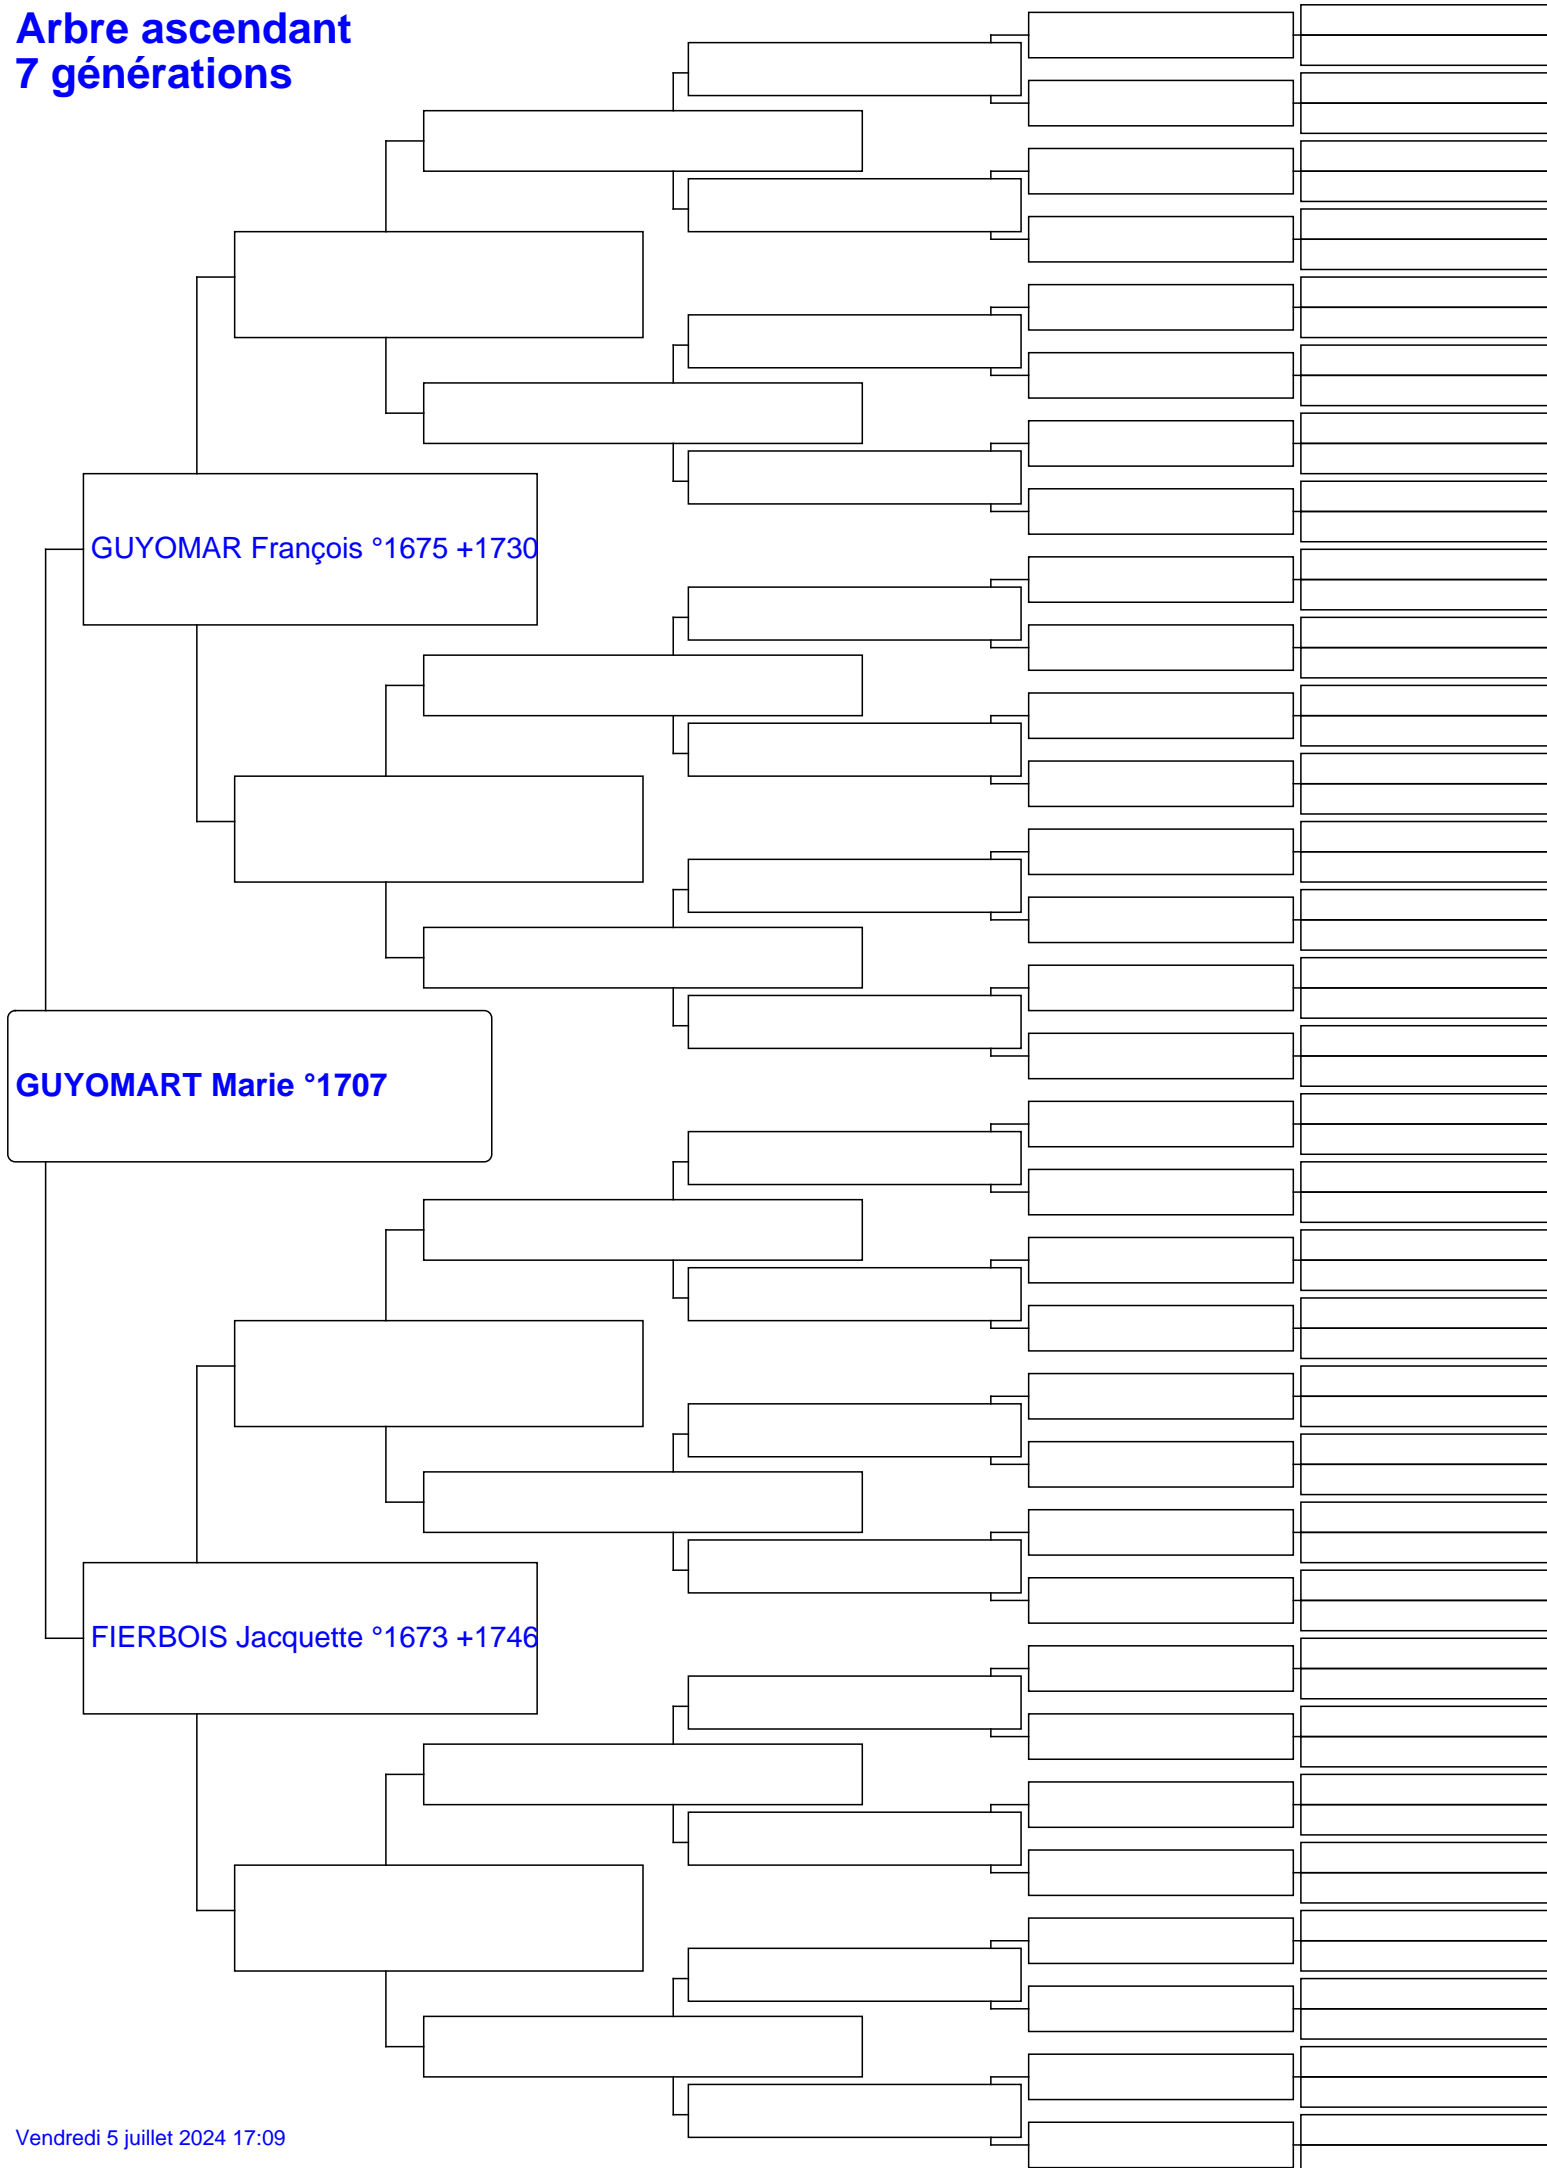 Arbre ascendant
7 générations
GUYOMAR François °1675 +1730
GUYOMART Marie °1707
FIERBOIS Jacquette °1673 +1746
Vendredi 5 juillet 2024 17:09